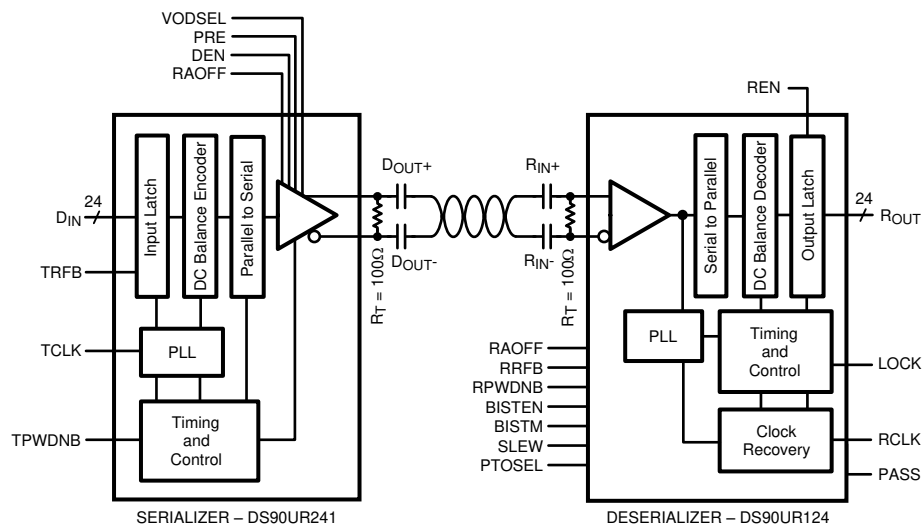 VODSEL
PRE
DEN
RAOFF
REN
DIN
24
TRFB
TCLK
TPWDNB
Input Latch
DC Balance Encoder
Parallel to Serial
PLL
Timing
and
Control
DOUT+
DOUT-
RT = 100Ω
RIN+
RIN-
RT = 100Ω
Serial to Parallel
DC Balance Decoder
Output Latch
24
ROUT
PLL
Timing
and
Control
Clock
Recovery
RAOFF
RRFB
RPWDNB
BISTEN
BISTM
SLEW
PTOSEL
LOCK
RCLK
PASS
SERIALIZER – DS90UR241
DESERIALIZER – DS90UR124